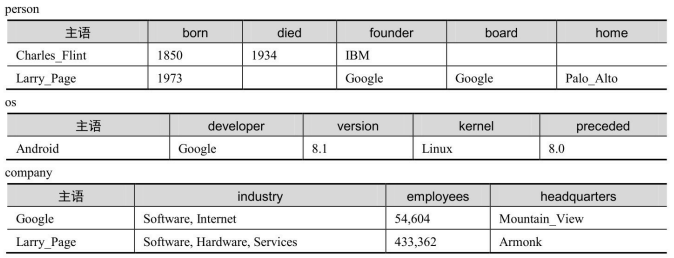 person
主语 born died founder board home
Charles_Flint 1850 1934 IBM
Larry_Page 1973 Google Google Palo_Alto
os
主语 developer version kernel preceded
Android Google 8.1 Linux 8.0
company
主语 industry employees headquarters
Google Software, Internet 54,604 Mountain_View
Larry_Page Software, Hardware, Services 433,362 Armonk